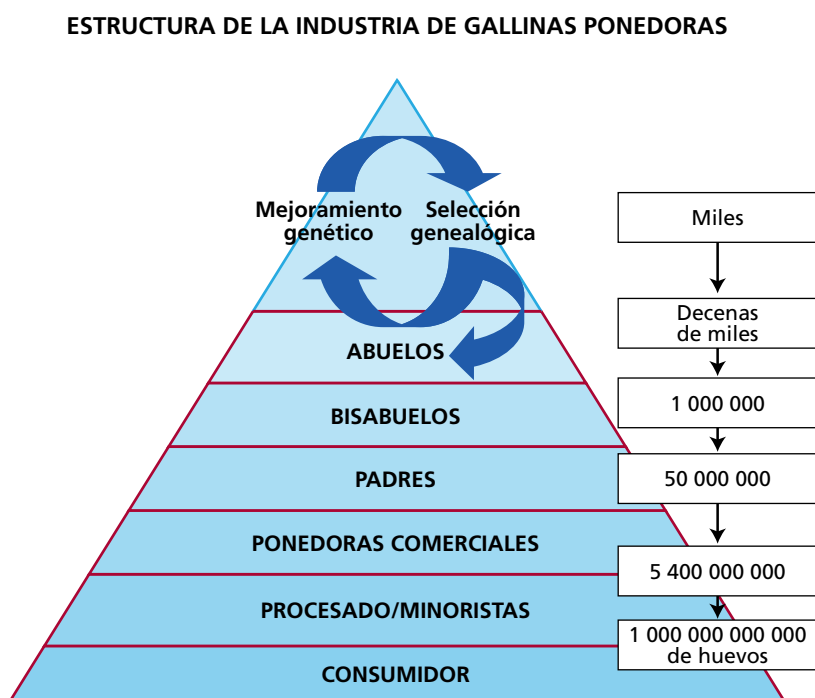 ESTRUCTURA DE LA INDUSTRIA DE GALLINAS PONEDORAS
Mejoramiento
genético
Selección
genealógica
ABUELOS
BISABUELOS
PADRES
PONEDORAS COMERCIALES
PROCESADO/MINORISTAS
CONSUMIDOR
Miles
Decenas
de miles
1 000 000
50 000 000
5 400 000 000
1 000 000 000 000
de huevos